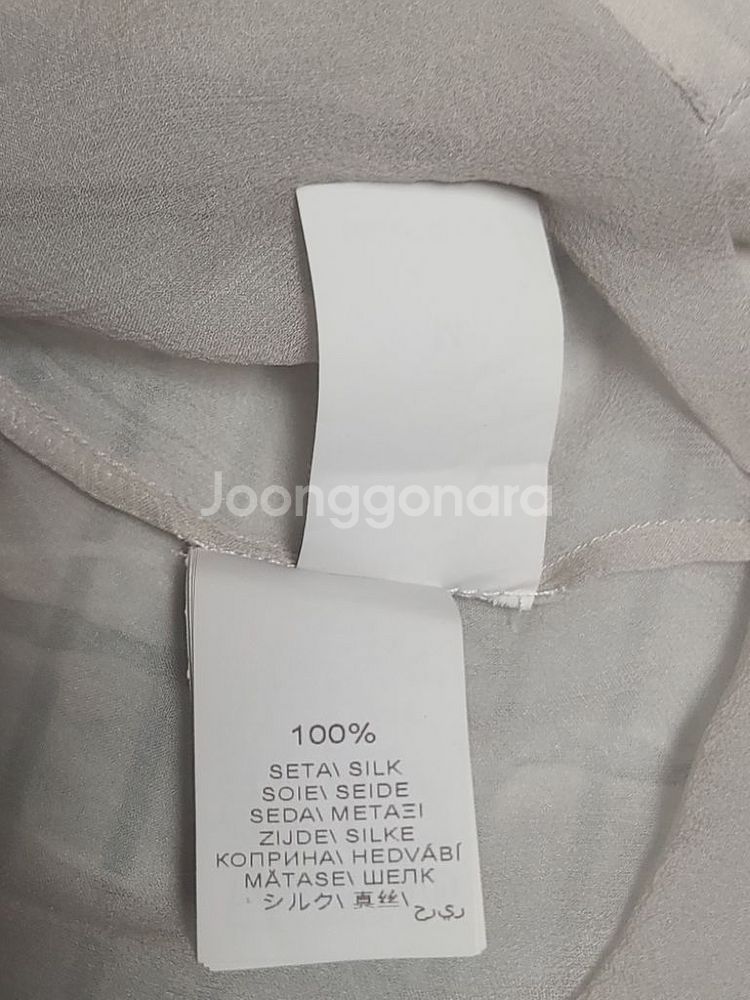 Joonggonara
100%
SETA\ SILK
SOIE\ SEIDE
SEDA\ ΜΕΤΑΞΙ
ZIJDE\ SILKE
КОПРИНА\ HEDVÁBÍ
MĂTASE\ ШЕЛК
シルク\ 真丝\ ريرح